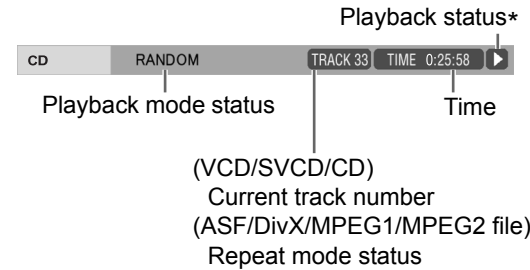 Playback status*
CD RANDOM TRACK 33 TIME 0:25:58
Playback mode status Time
(VCD/SVCD/CD)
Current track number
(ASF/DivX/MPEG1/MPEG2 file)
Repeat mode status